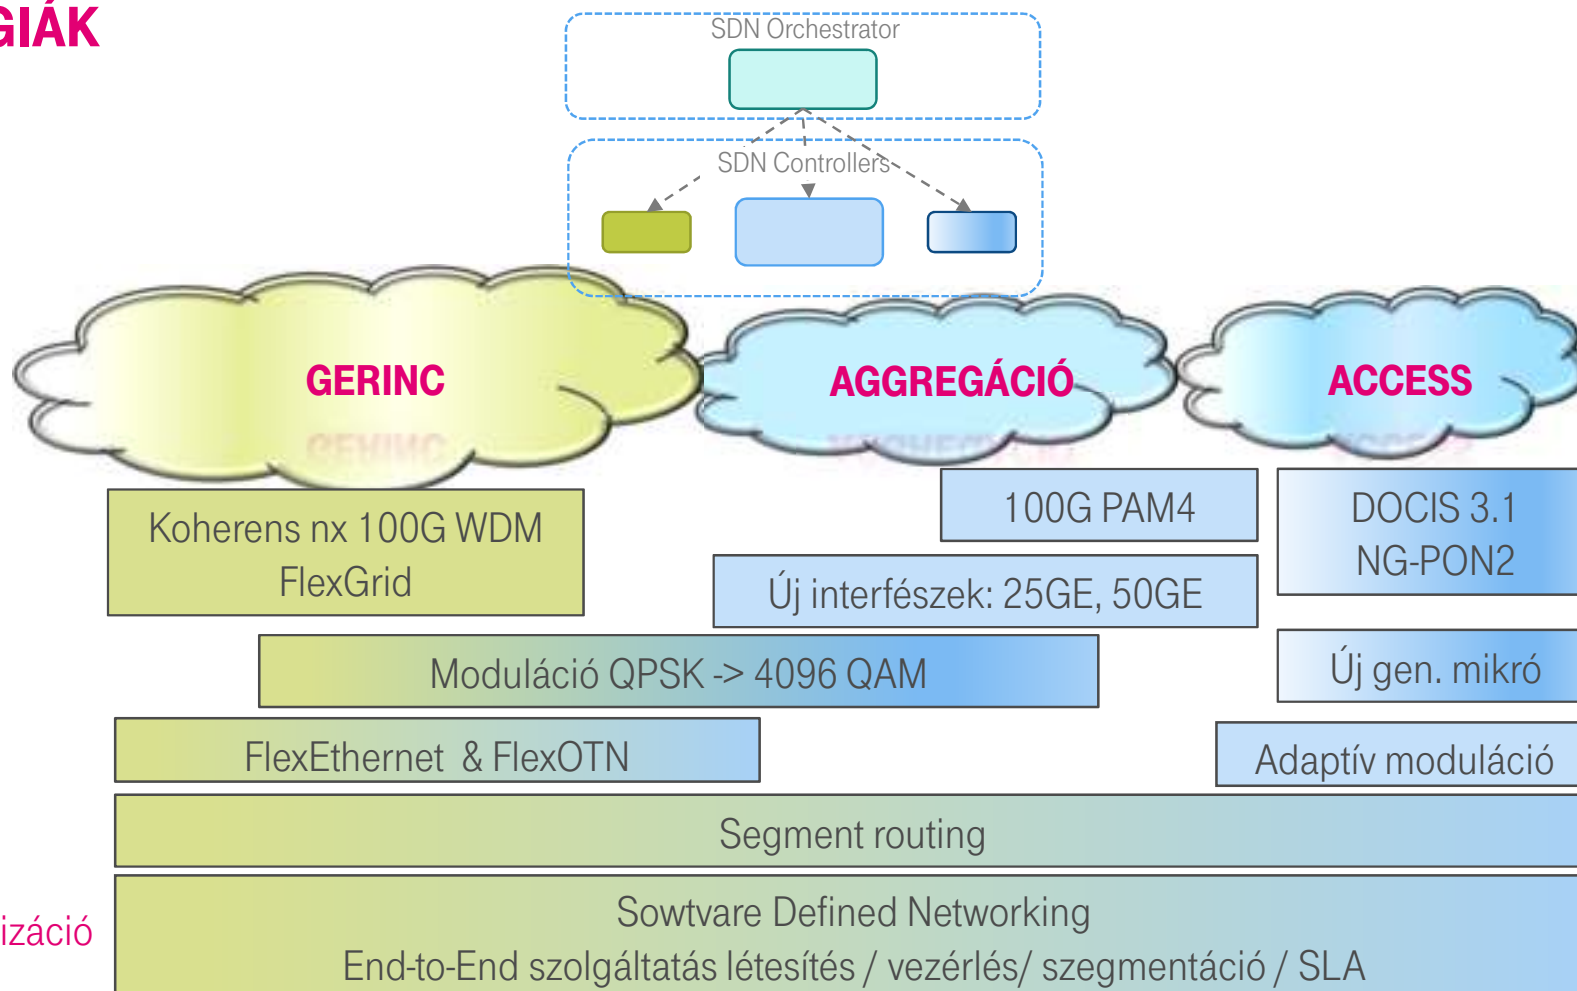 GIÁK
SDN Orchestrator
SDN Controllers
GERINC
AGGREGÁCIÓ
ACCESS
Koherens nx 100G WDM
FlexGrid
100G PAM4
DOCIS 3.1
NG-PON2
Új interfészek: 25GE, 50GE
Moduláció QPSK -> 4096 QAM
Új gen. mikró
FlexEthernet & FlexOTN
Adaptív moduláció
Segment routing
izáció
Sowtvare Defined Networking
End-to-End szolgáltatás létesítés / vezérlés/ szegmentáció / SLA